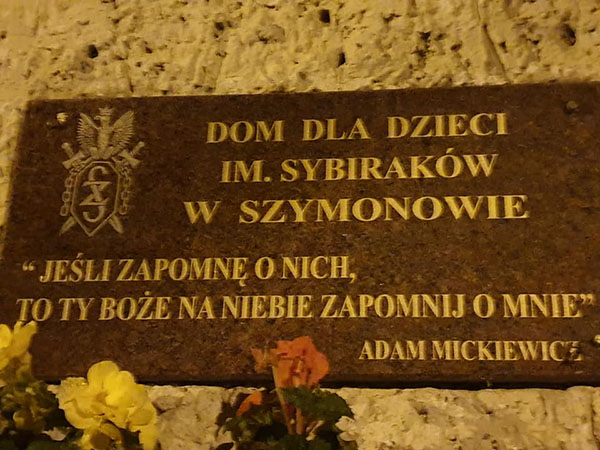 DOM DLA DZIECI
IM. SYBIRAKÓW
W SZYMONOWIE
“JEŚLI ZAPOMNĘ O NICH,
TO TY BOŻE NA NIEBIE ZAPOMNIJ O MNIE”
ADAM MICKIEWICZ